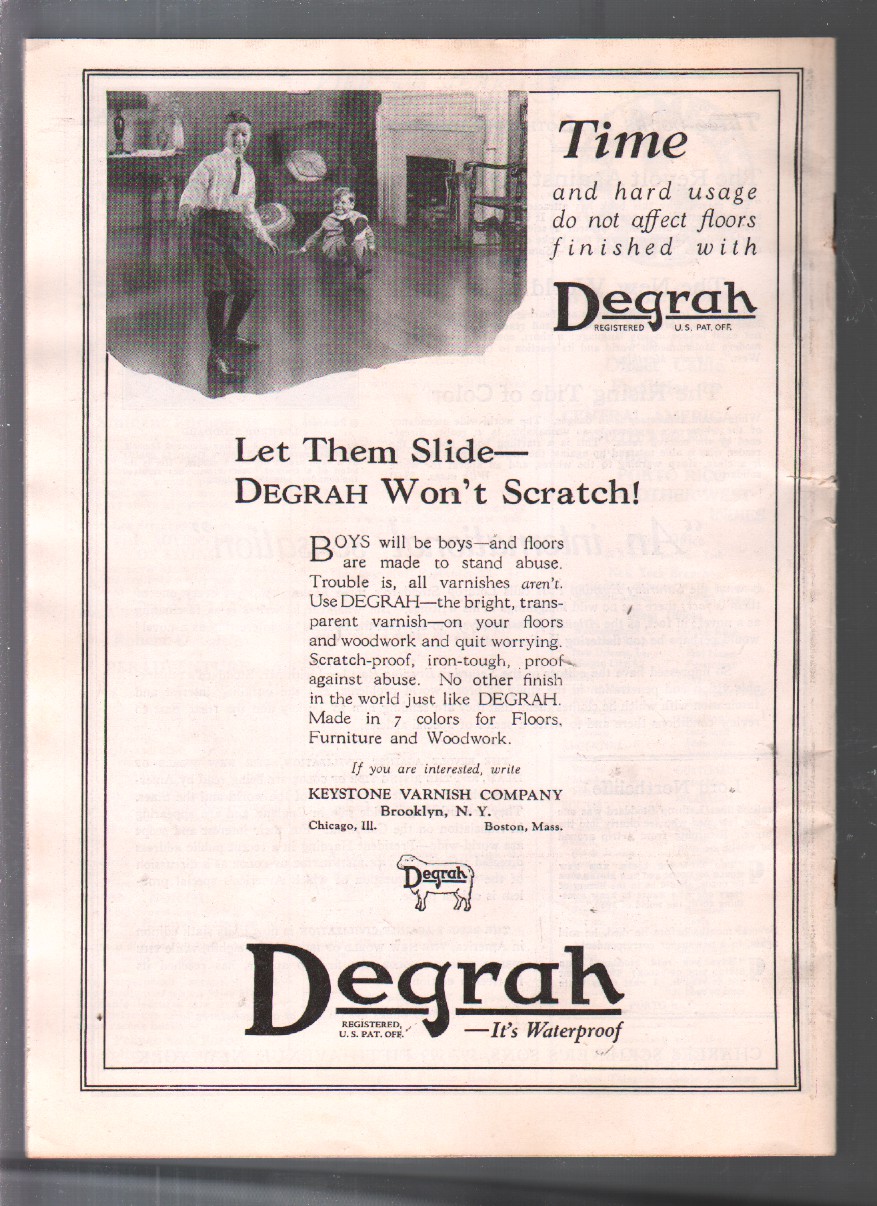 Time
and hard usage
do not affect floors
finished with
Degrah
REGISTERED U. S. PAT. OFF.
Let Them Slide—
DEGRAH Won't Scratch!
BOYS will be boys—and floors
are made to stand abuse.
Trouble is, all varnishes aren't.
Use DEGRAH—the bright, trans-
parent varnish—on your floors
and woodwork and quit worrying.
Scratch-proof, iron-tough, proof
against abuse. No other finish
in the world just like DEGRAH.
Made in 7 colors for Floors,
Furniture and Woodwork.
If you are interested, write
KEYSTONE VARNISH COMPANY
Brooklyn, N. Y.
Chicago, Ill. Boston, Mass.
Degrah
Degrah
REGISTERED,
U. S. PAT. OFF.
—It's Waterproof